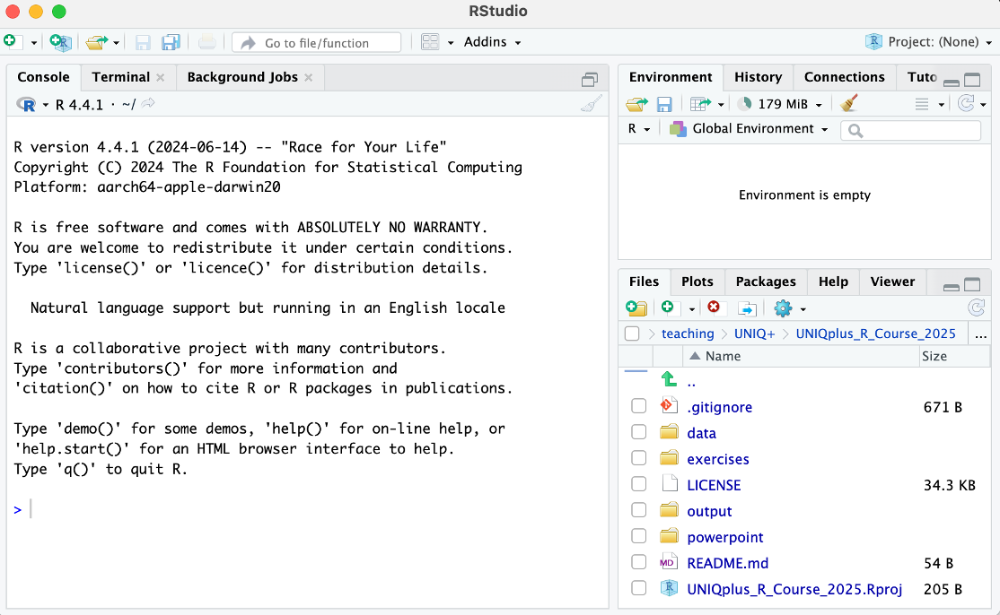 RStudio
Go to file/function
Addins
Project: (None)
Console Terminal Background Jobs
R R 4.4.1 · ~/
R version 4.4.1 (2024-06-14) -- "Race for Your Life"
Copyright (C) 2024 The R Foundation for Statistical Computing
Platform: aarch64-apple-darwin20
R is free software and comes with ABSOLUTELY NO WARRANTY.
You are welcome to redistribute it under certain conditions.
Type 'license()' or 'licence()' for distribution details.
Natural language support but running in an English locale
R is a collaborative project with many contributors.
Type 'contributors()' for more information and
'citation()' on how to cite R or R packages in publications.
Type 'demo()' for some demos, 'help()' for on-line help, or
'help.start()' for an HTML browser interface to help.
Type 'q()' to quit R.
>
Environment History Connections Tuto
179 MiB
R Global Environment
Environment is empty
Files Plots Packages Help Viewer
teaching UNIQ+ UNIQplus_R_Course_2025 ...
Name Size
..
.gitignore 671 B
data
exercises
LICENSE 34.3 KB
output
powerpoint
MD README.md 54 B
R UNIQplus_R_Course_2025.Rproj 205 B